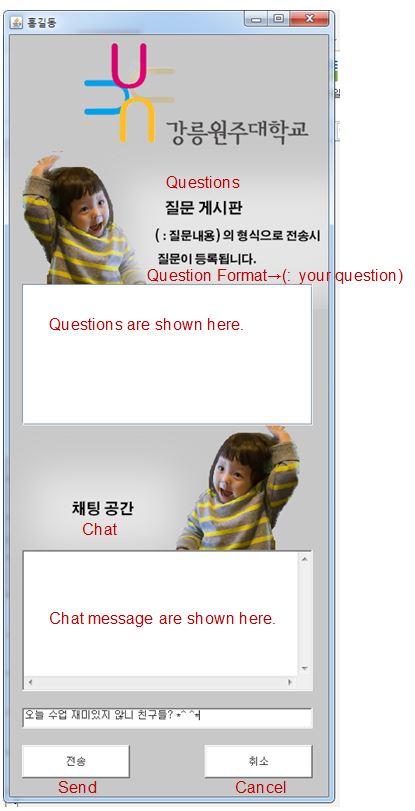 홍길동
강릉원주대학교
Questions
질문 게시판
( : 질문내용) 의 형식으로 전송시
질문이 등록됩니다.
Question Format→(: your question)
Questions are shown here.
채팅 공간
Chat
Chat message are shown here.
오늘 수업 재미있지 않니 친구들? *^ ^*
전송
취소
Send
Cancel